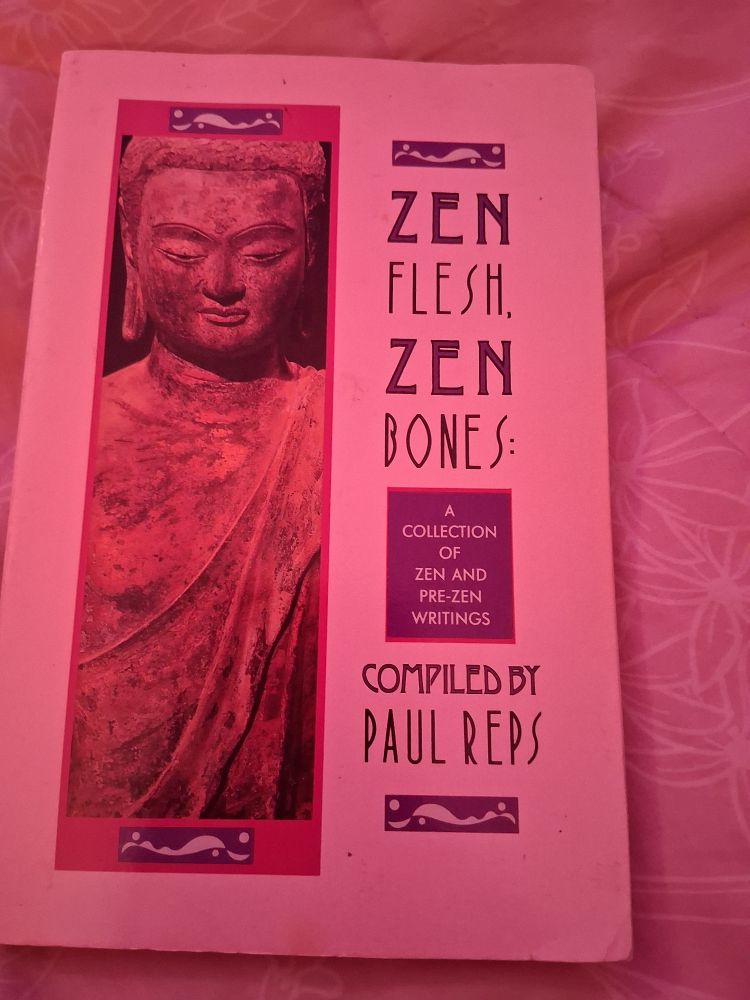 ZEN
FLESH,
ZEN
BONES:
A
COLLECTION
OF
ZEN AND
PRE-ZEN
WRITINGS
COMPILED BY
PAUL REPS